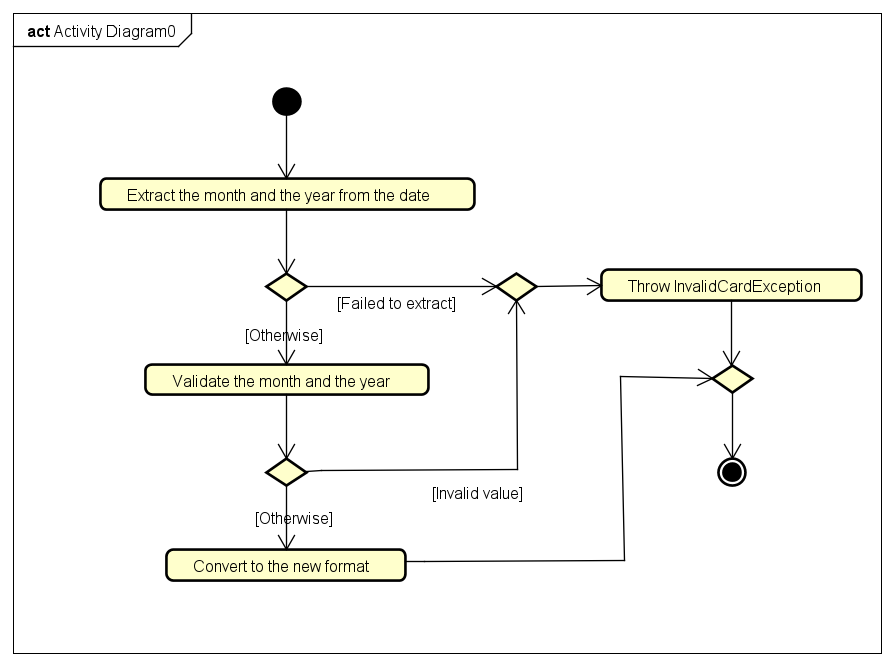 act Activity Diagram0
Extract the month and the year from the date
[Failed to extract]
Throw InvalidCardException
[Otherwise]
Validate the month and the year
[Invalid value]
[Otherwise]
Convert to the new format